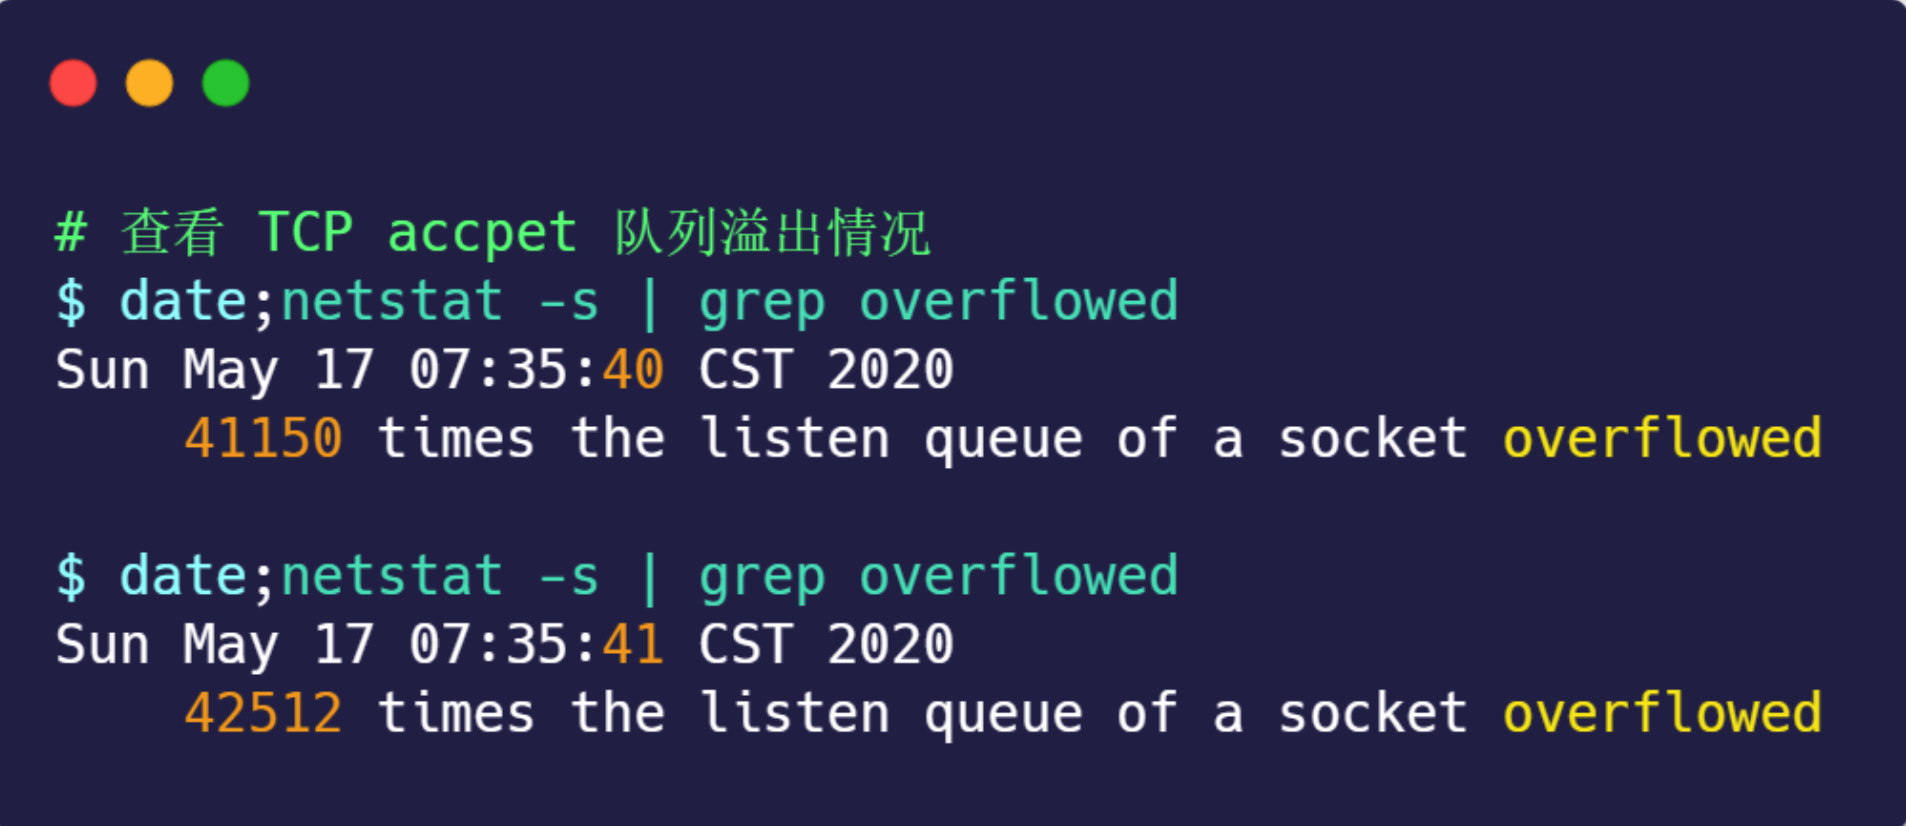 # 查看 TCP accpet 队列溢出情况
$ date;netstat -s | grep overflowed
Sun May 17 07:35:40 CST 2020
    41150 times the listen queue of a socket overflowed
$ date;netstat -s | grep overflowed
Sun May 17 07:35:41 CST 2020
    42512 times the listen queue of a socket overflowed